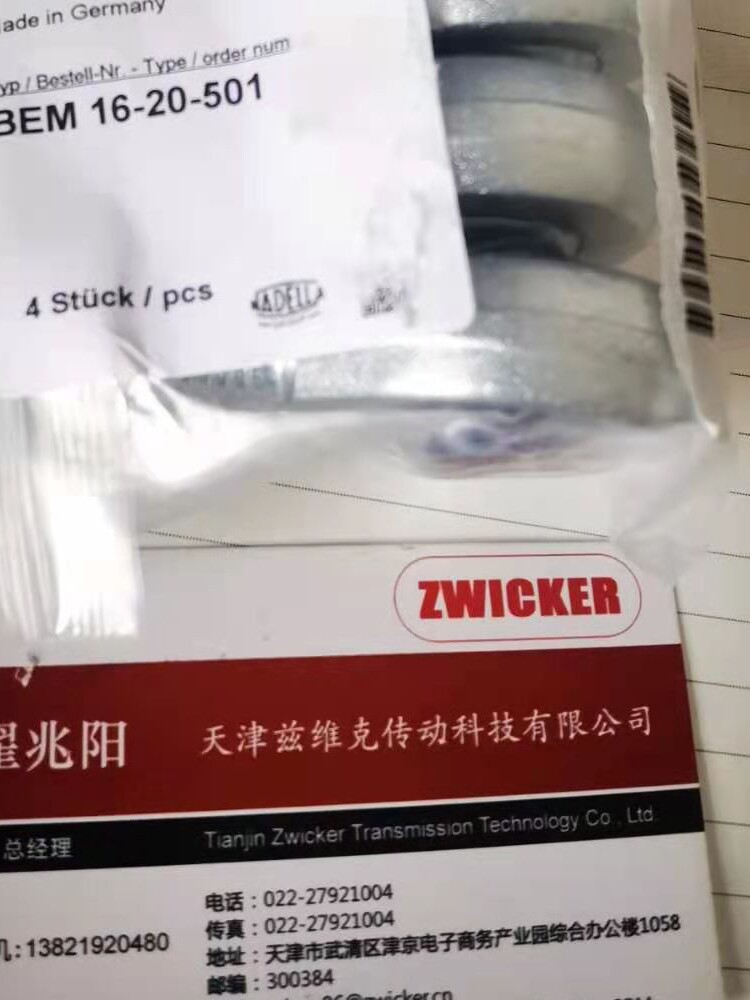 ade in Germany
yp / Bestell-Nr. - Type / order num
BEM 16-20-501
4 Stück / pcs
NADELLA
ZWICKER
翟兆阳
天津兹维克传动科技有限公司
总经理
Tianjin Zwicker Transmission Technology Co., Ltd.
电话：022-27921004
传真：022-27921004
机：13821920480
地址：天津市武清区津京电子商务产业园综合办公楼1058
邮编：300384
@zwicker.cn